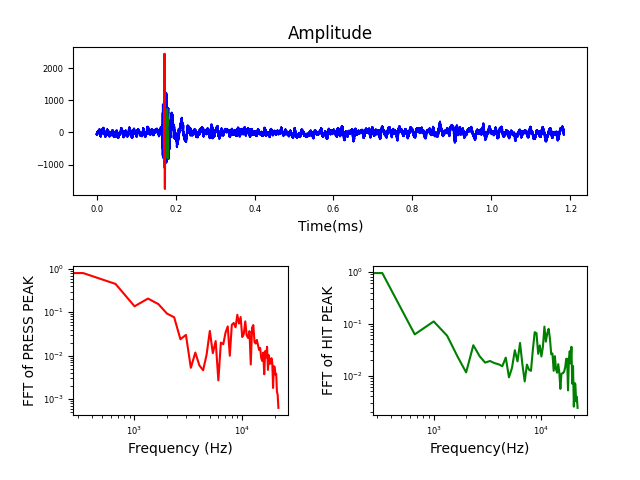 Amplitude
2000
1000
0
−1000
0.0 0.2 0.4 0.6 0.8 1.0 1.2
Time(ms)
FFT of PRESS PEAK
10⁰
10⁻¹
10⁻²
10⁻³
10³ 10⁴
Frequency (Hz)
FFT of HIT PEAK
10⁰
10⁻¹
10⁻²
10³ 10⁴
Frequency(Hz)